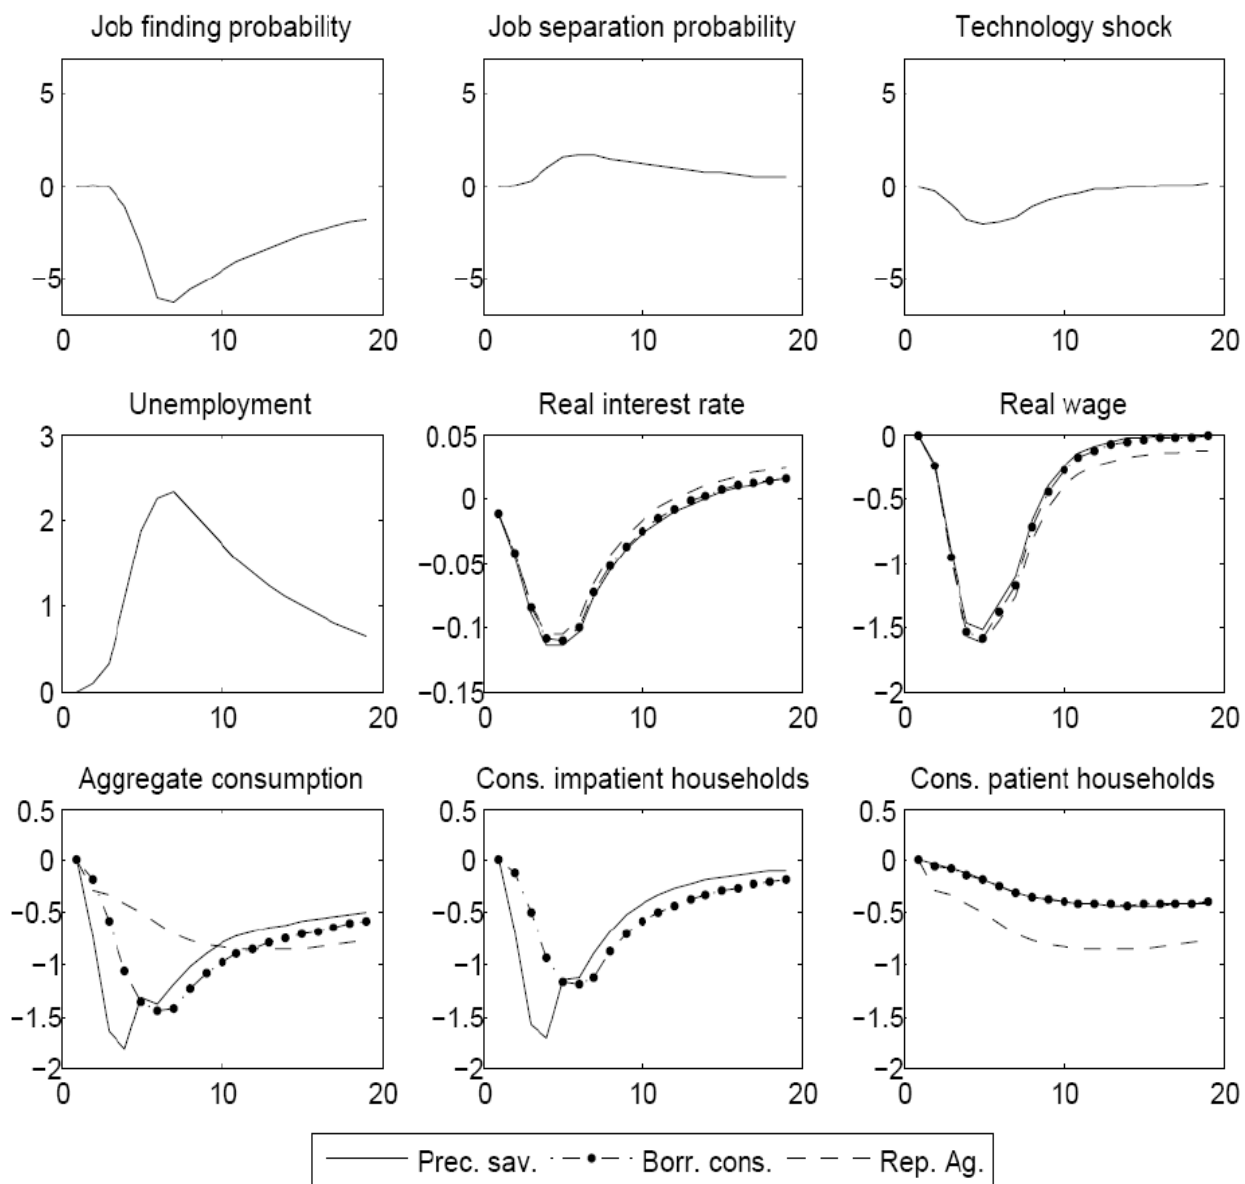 Job finding probability
Job separation probability
Technology shock
5
0
−5
0 10 20
5
0
−5
0 10 20
5
0
−5
0 10 20
Unemployment
Real interest rate
Real wage
3
2
1
0
0 10 20
0.05
0
−0.05
−0.1
−0.15
0 10 20
0
−0.5
−1
−1.5
−2
0 10 20
Aggregate consumption
Cons. impatient households
Cons. patient households
0.5
0
−0.5
−1
−1.5
−2
0 10 20
0.5
0
−0.5
−1
−1.5
−2
0 10 20
0.5
0
−0.5
−1
−1.5
−2
0 10 20
Prec. sav. Borr. cons. Rep. Ag.